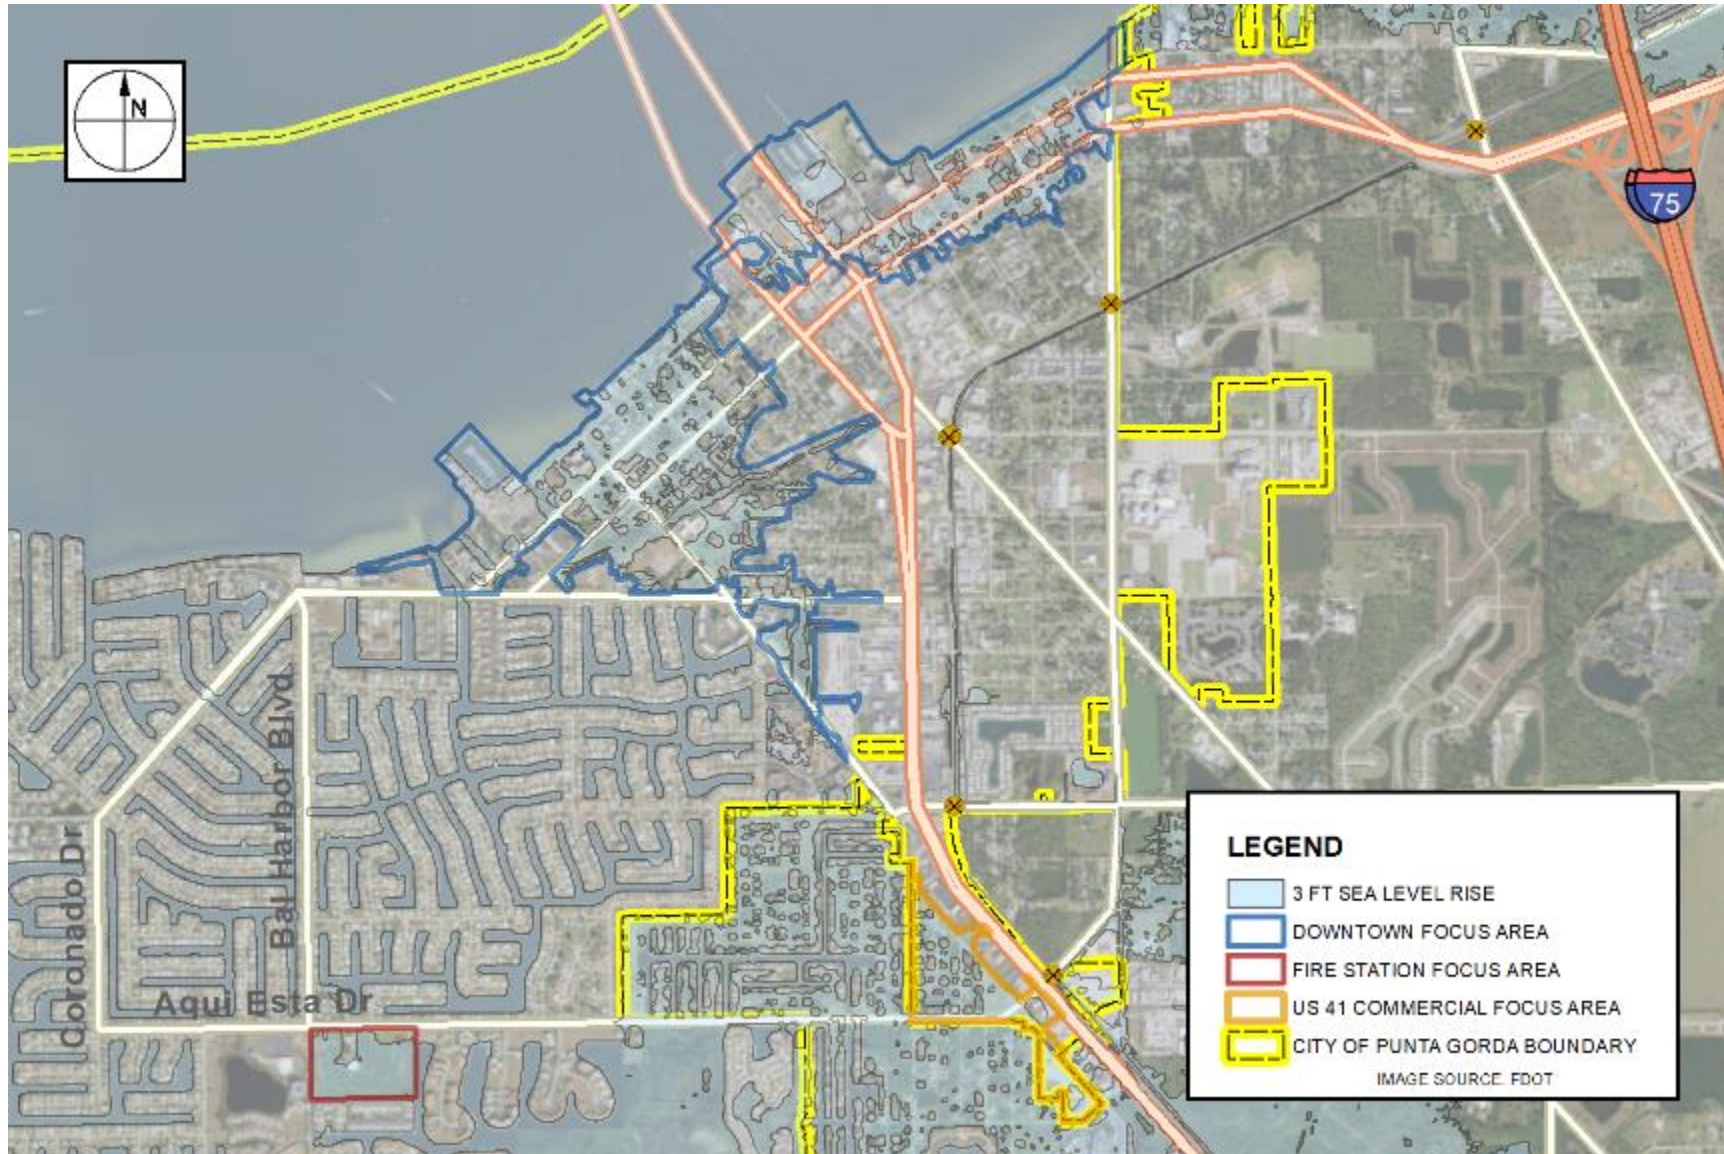 N
75
Bal Harbor Blvd
Coronado Dr
Aqui Esta Dr
LEGEND
3 FT SEA LEVEL RISE
DOWNTOWN FOCUS AREA
FIRE STATION FOCUS AREA
US 41 COMMERCIAL FOCUS AREA
CITY OF PUNTA GORDA BOUNDARY
IMAGE SOURCE: FDOT